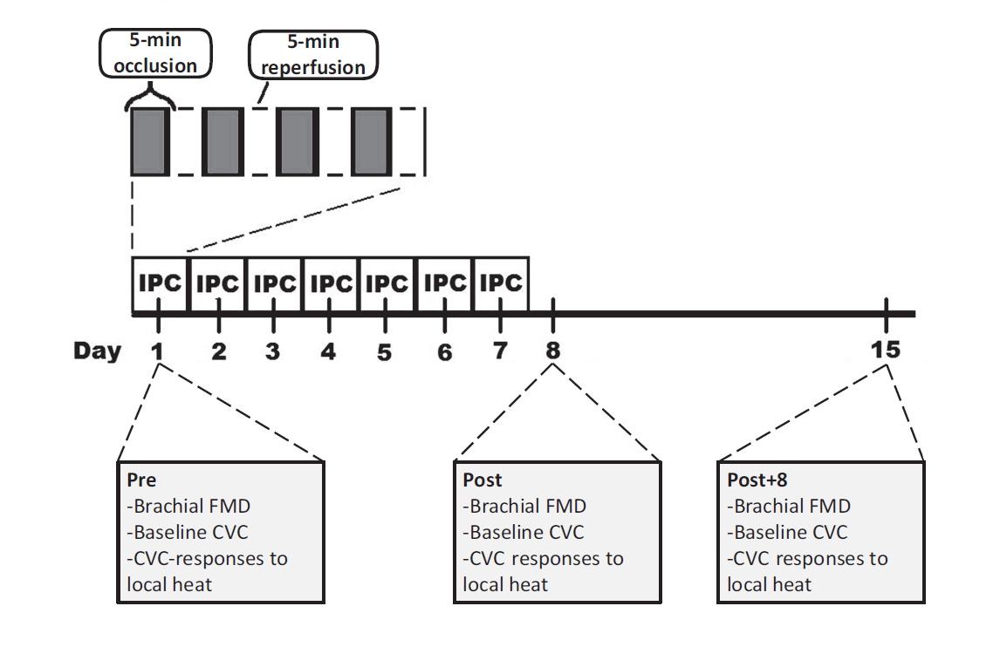 5-min
occlusion
5-min
reperfusion
IPC IPC IPC IPC IPC IPC IPC
Day 1 2 3 4 5 6 7 8 15
Pre
-Brachial FMD
-Baseline CVC
-CVC-responses to
local heat
Post
-Brachial FMD
-Baseline CVC
-CVC responses to
local heat
Post+8
-Brachial FMD
-Baseline CVC
-CVC responses to
local heat